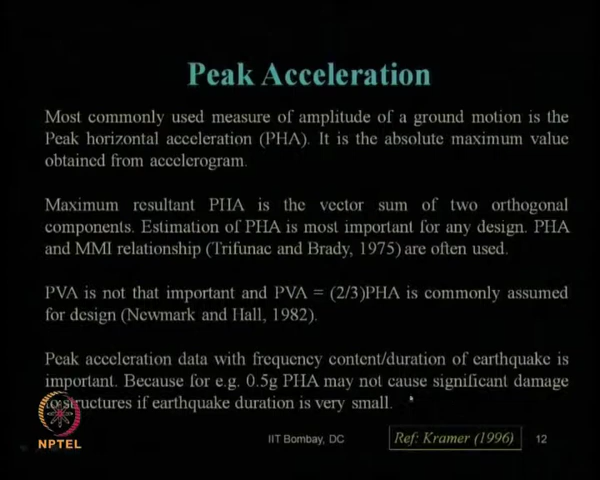 Peak Acceleration
Most commonly used measure of amplitude of a ground motion is the
Peak horizontal acceleration (PHA). It is the absolute maximum value
obtained from accelerogram.
Maximum resultant PHA is the vector sum of two orthogonal
components. Estimation of PHA is most important for any design. PHA
and MMI relationship (Trifunac and Brady, 1975) are often used.
PVA is not that important and PVA = (2/3)PHA is commonly assumed
for design (Newmark and Hall, 1982).
Peak acceleration data with frequency content/duration of earthquake is
important. Because for e.g. 0.5g PHA may not cause significant damage
to structures if earthquake duration is very small.
NPTEL
IIT Bombay, DC
Ref: Kramer (1996)
12